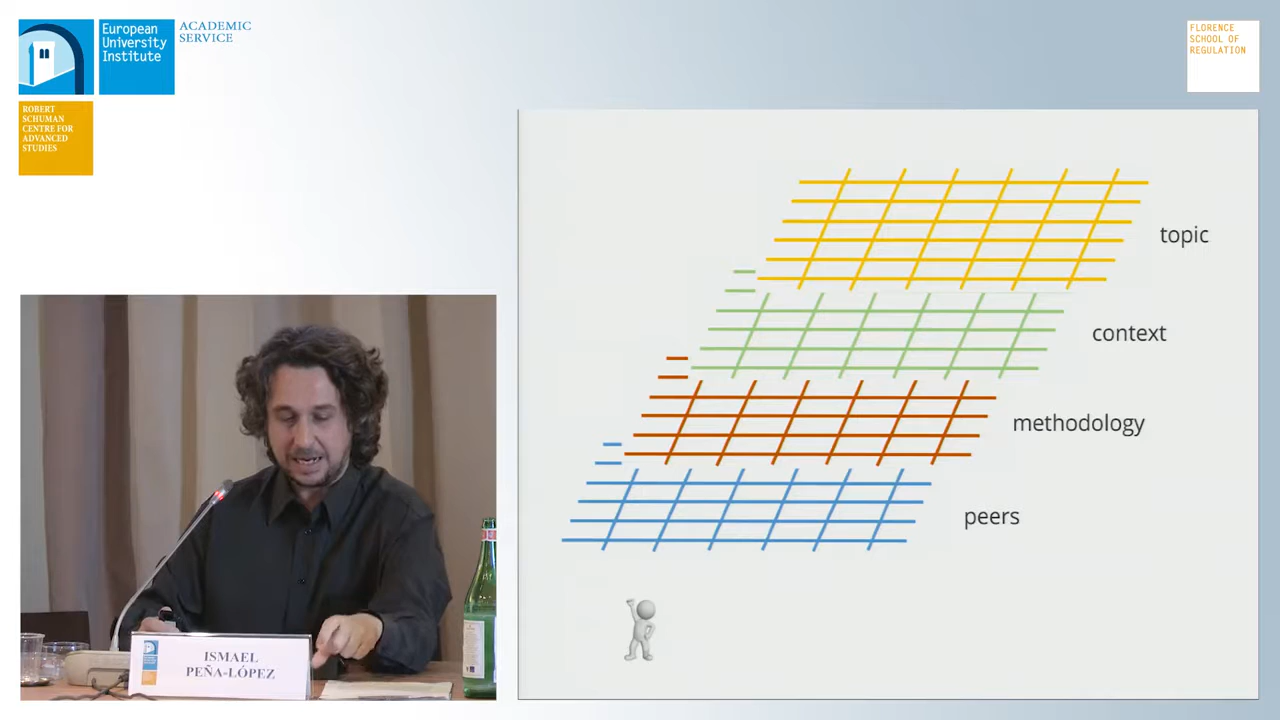 European
University
Institute
ACADEMIC
SERVICE
ROBERT
SCHUMAN
CENTRE FOR
ADVANCED
STUDIES
FLORENCE
SCHOOL OF
REGULATION
topic
context
methodology
peers
ISMAEL
PEÑA-LÓPEZ